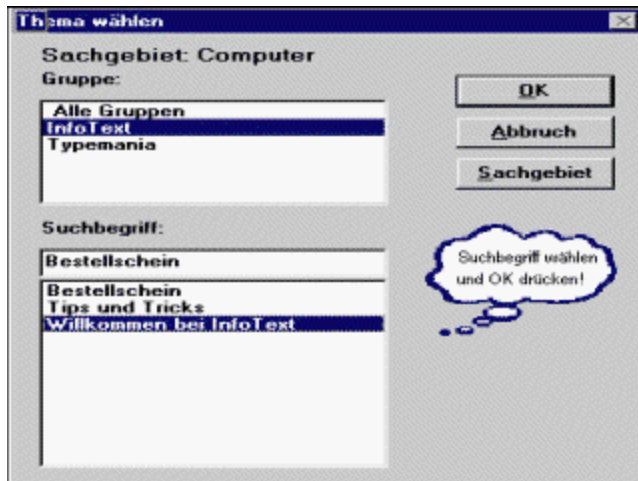 Thema wählen
Sachgebiet: Computer
Gruppe:
Alle Gruppen
InfoText
Typemania
OK
Abbruch
Sachgebiet
Suchbegriff:
Bestellschein
Bestellschein
Tips und Tricks
Willkommen bei InfoText
Suchbegriff wählen
und OK drücken!